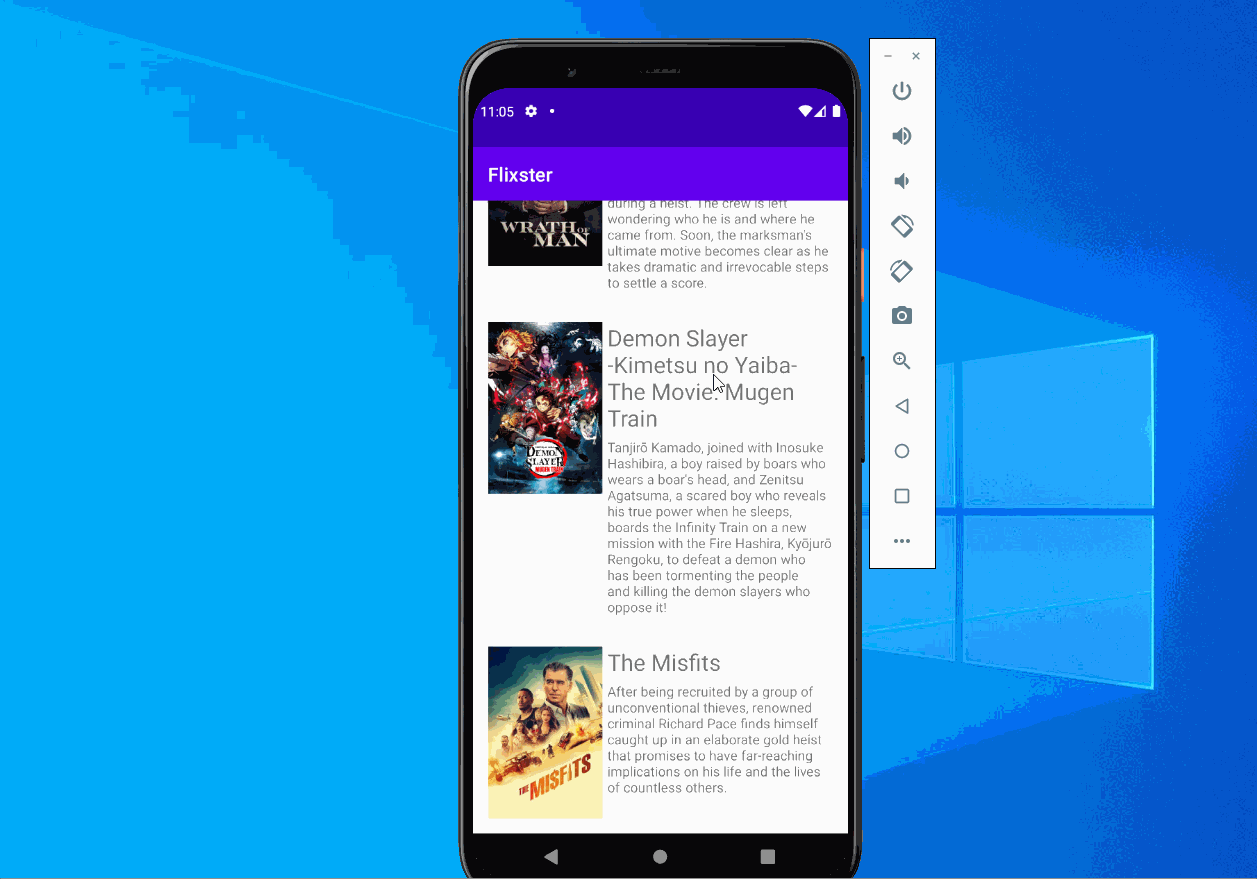 11:05
Flixster
during a heist. The crew is left
wondering who he is and where he
came from. Soon, the marksman's
ultimate motive becomes clear as he
takes dramatic and irrevocable steps
to settle a score.
WRATH OF
MAN
Demon Slayer
-Kimetsu no Yaiba-
The Movie: Mugen
Train
Tanjirō Kamado, joined with Inosuke
Hashibira, a boy raised by boars who
wears a boar's head, and Zenitsu
Agatsuma, a scared boy who reveals
his true power when he sleeps,
boards the Infinity Train on a new
mission with the Fire Hashira, Kyōjurō
Rengoku, to defeat a demon who
has been tormenting the people
and killing the demon slayers who
oppose it!
DEMON
SLAYER
MUGEN TRAIN
The Misfits
After being recruited by a group of
unconventional thieves, renowned
criminal Richard Pace finds himself
caught up in an elaborate gold heist
that promises to have far-reaching
implications on his life and the lives
of countless others.
THE MISFITS